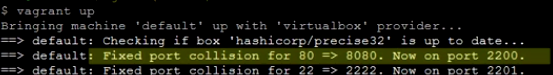 $ vagrant up
Bringing machine 'default' up with 'virtualbox' provider...
==> default: Checking if box 'hashicorp/precise32' is up to date...
==> default: Fixed port collision for 80 => 8080. Now on port 2200.
==> default: Fixed port collision for 22 => 2222. Now on port 2201.